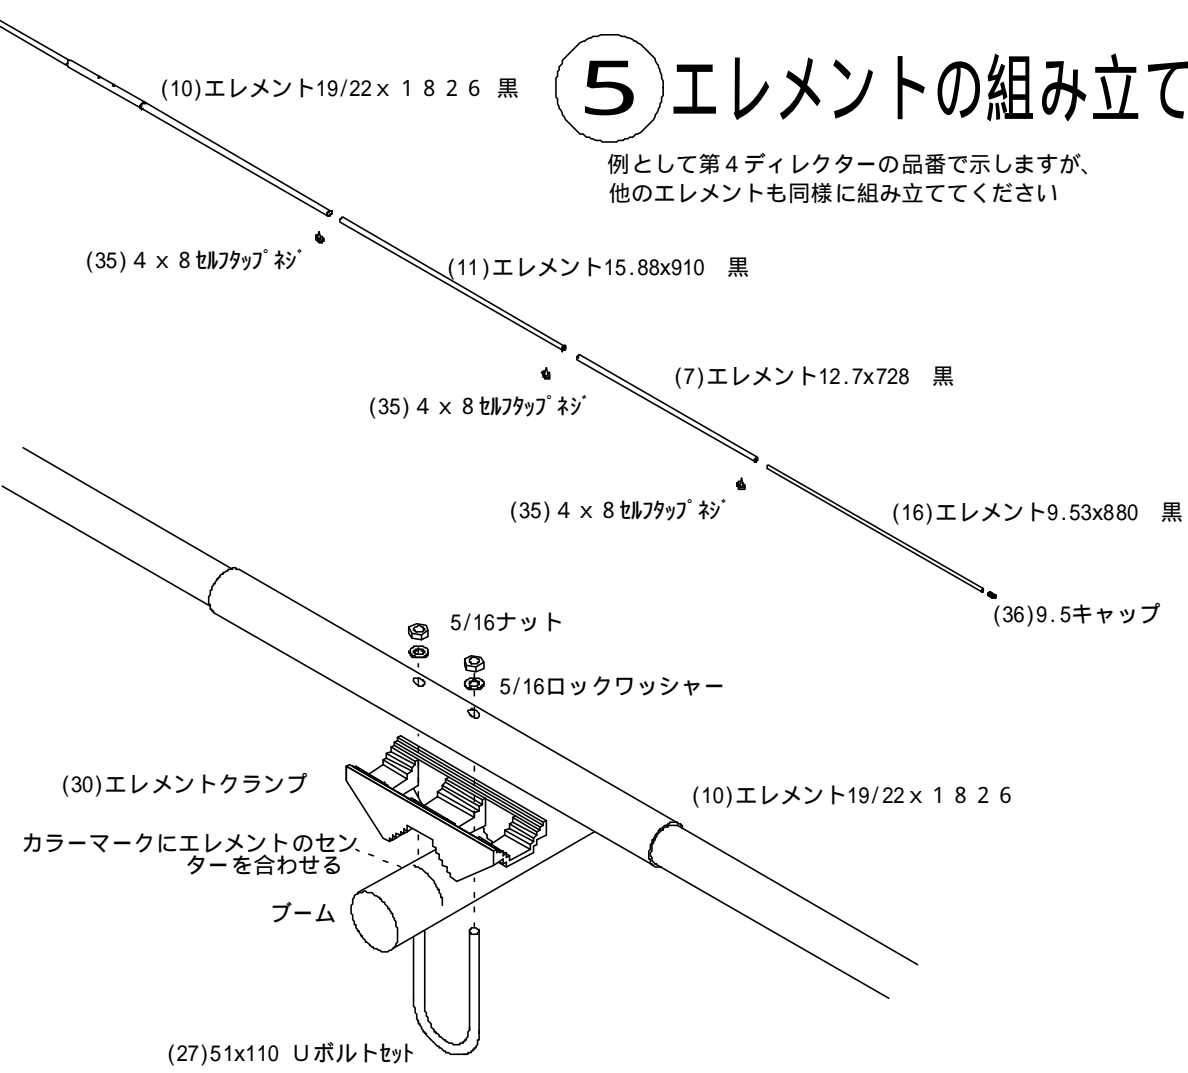 5 エレメントの組み立て
例として第4ディレクターの品番で示しますが、
他のエレメントも同様に組み立ててください
(10)エレメント19/22x1826 黒
(35)4x8ｾﾙﾌﾀｯﾌﾟﾈｼﾞ
(11)エレメント15.88x910 黒
(7)エレメント12.7x728 黒
(35)4x8ｾﾙﾌﾀｯﾌﾟﾈｼﾞ
(35)4x8ｾﾙﾌﾀｯﾌﾟﾈｼﾞ
(16)エレメント9.53x880 黒
(36)9.5キャップ
5/16ナット
5/16ロックワッシャー
(30)エレメントクランプ
(10)エレメント19/22x1826
カラーマークにエレメントのセン
ターを合わせる
ブーム
(27)51x110 Uボルトｾｯﾄ